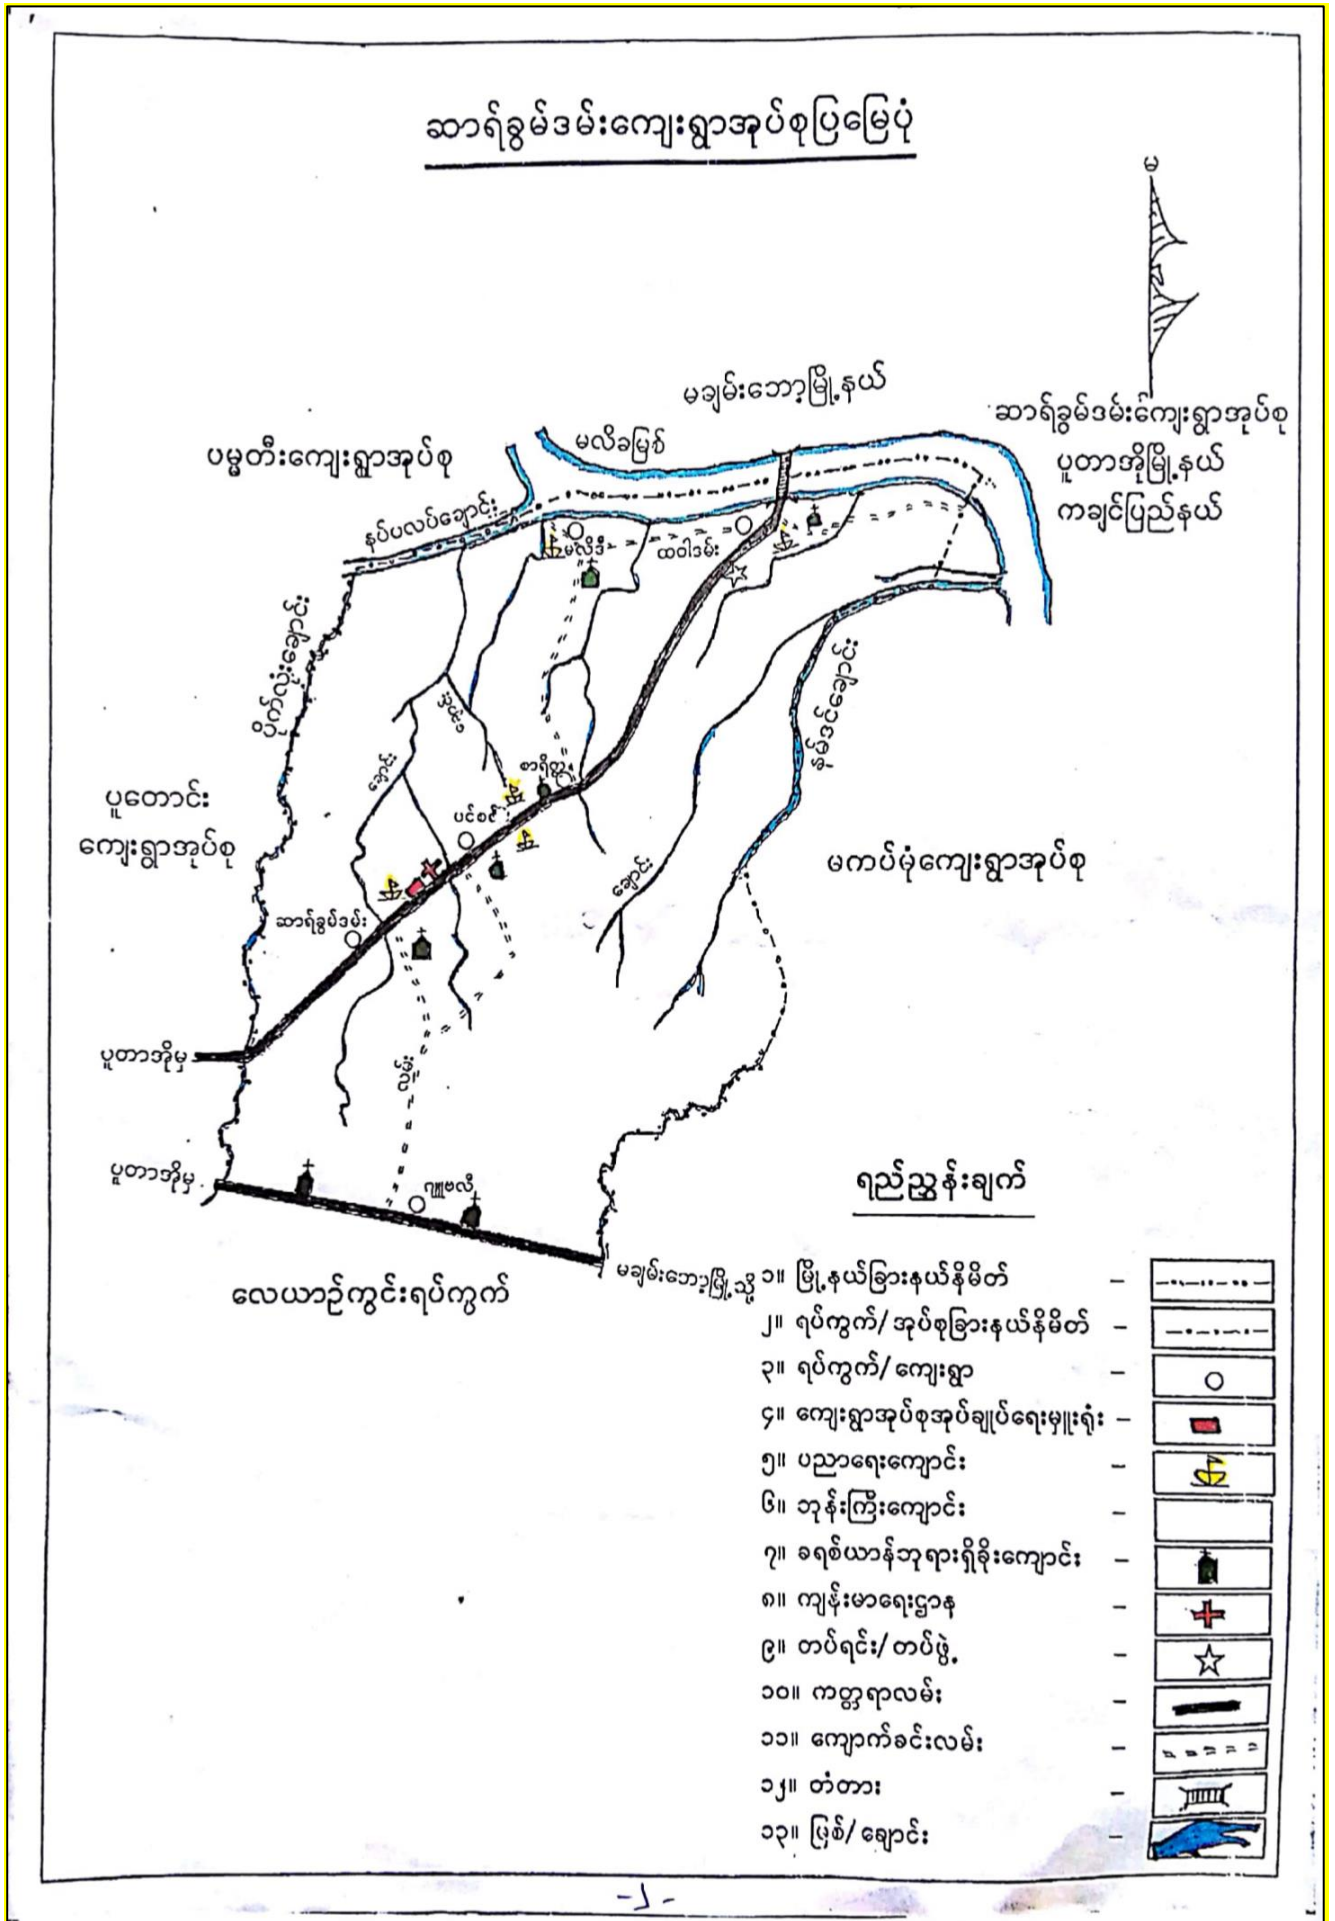 ဆာရ်ခွမ်ဒမ်းကျေးရွာအုပ်စုပြမြေပုံ
မ
မချမ်းဘော့မြို့နယ်
ဆာရ်ခွမ်ဒမ်းကျေးရွာအုပ်စု
ပူတာအိုမြို့နယ်
ကချင်ပြည်နယ်
မလိခမြစ်
ပမ္မတီးကျေးရွာအုပ်စု
နပ်ပလပ်ချောင်း
မလိဒီ
ထဝါဒမ်း
ပူတောင်း
ကျေးရွာအုပ်စု
ချောင်း
စာရိတ္တ
ပင်စင်
ချောင်း
မကပ်မုံကျေးရွာအုပ်စု
ဆာရ်ခွမ်ဒမ်း
ပူတာအိုမှ
ပူတာအိုမှ
ဂျူဗလီ
မချမ်းဘော့မြို့သို့
လေယာဉ်ကွင်းရပ်ကွက်
ရည်ညွှန်းချက်
၁။ မြို့နယ်ခြားနယ်နိမိတ် –
၂။ ရပ်ကွက်/အုပ်စုခြားနယ်နိမိတ် –
၃။ ရပ်ကွက်/ကျေးရွာ –
၄။ ကျေးရွာအုပ်စုအုပ်ချုပ်ရေးမှူးရုံး –
၅။ ပညာရေးကျောင်း –
၆။ ဘုန်းကြီးကျောင်း –
၇။ ခရစ်ယာန်ဘုရားရှိခိုးကျောင်း –
၈။ ကျန်းမာရေးဌာန –
၉။ တပ်ရင်း/တပ်ဖွဲ့ –
၁၀။ ကတ္တရာလမ်း –
၁၁။ ကျောက်ခင်းလမ်း –
၁၂။ တံတား –
၁၃။ မြစ်/ချောင်း –
-၂-